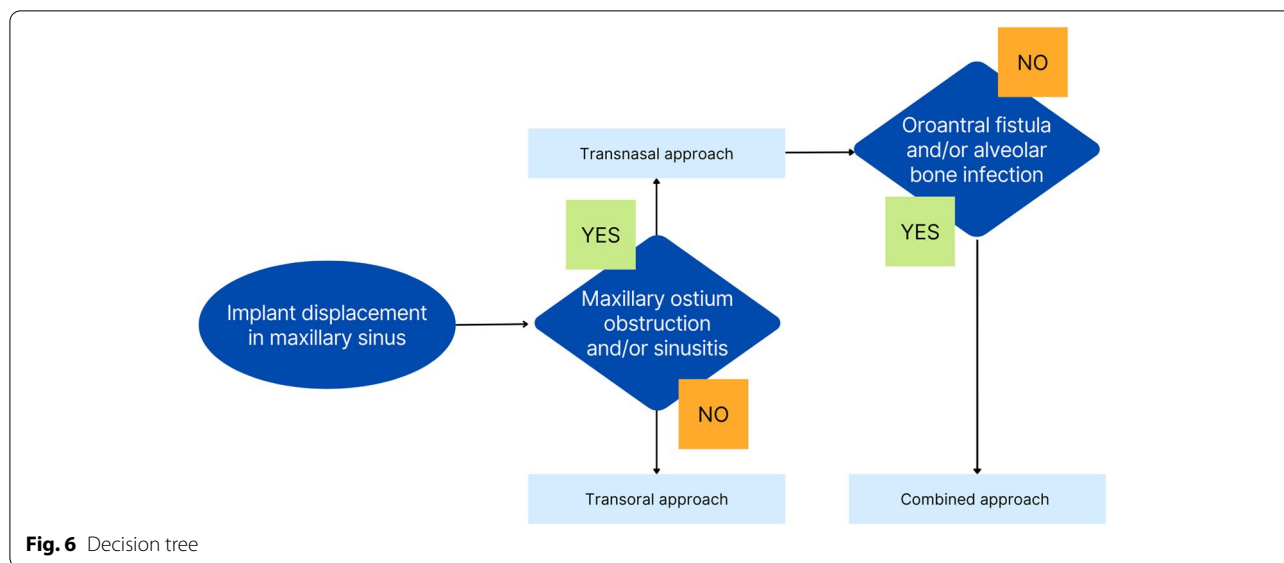 Implant displacement
in maxillary sinus
YES
Maxillary ostium
obstruction
and/or sinusitis
NO
Transnasal approach
Transoral approach
NO
Oroantral fistula
and/or alveolar
bone infection
YES
Combined approach
Fig. 6 Decision tree